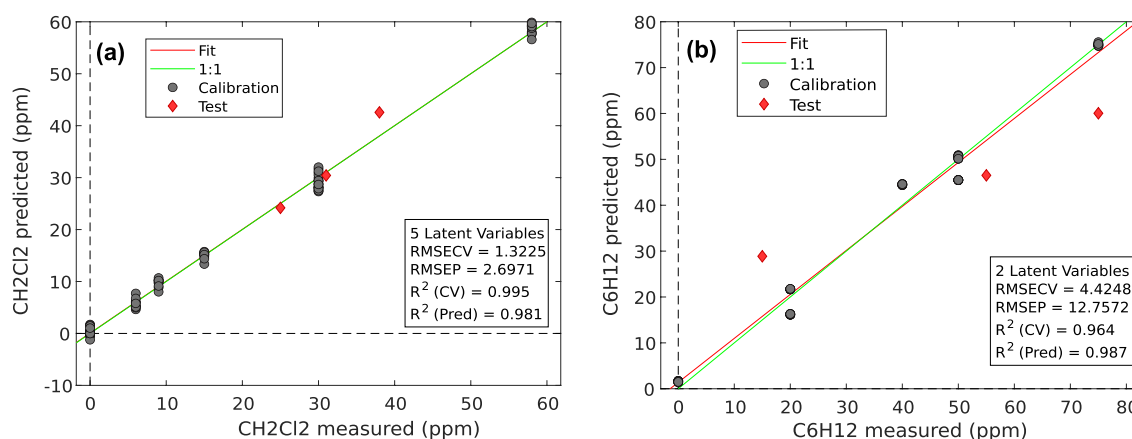 (a)
Fit
1:1
Calibration
Test
CH2Cl2 predicted (ppm)
60
50
40
30
20
10
0
-10
5 Latent Variables
RMSECV = 1.3225
RMSEP = 2.6971
R² (CV) = 0.995
R² (Pred) = 0.981
0 10 20 30 40 50 60
CH2Cl2 measured (ppm)
(b)
Fit
1:1
Calibration
Test
C6H12 predicted (ppm)
80
70
60
50
40
30
20
10
0
2 Latent Variables
RMSECV = 4.4248
RMSEP = 12.7572
R² (CV) = 0.964
R² (Pred) = 0.987
0 20 40 60 80
C6H12 measured (ppm)